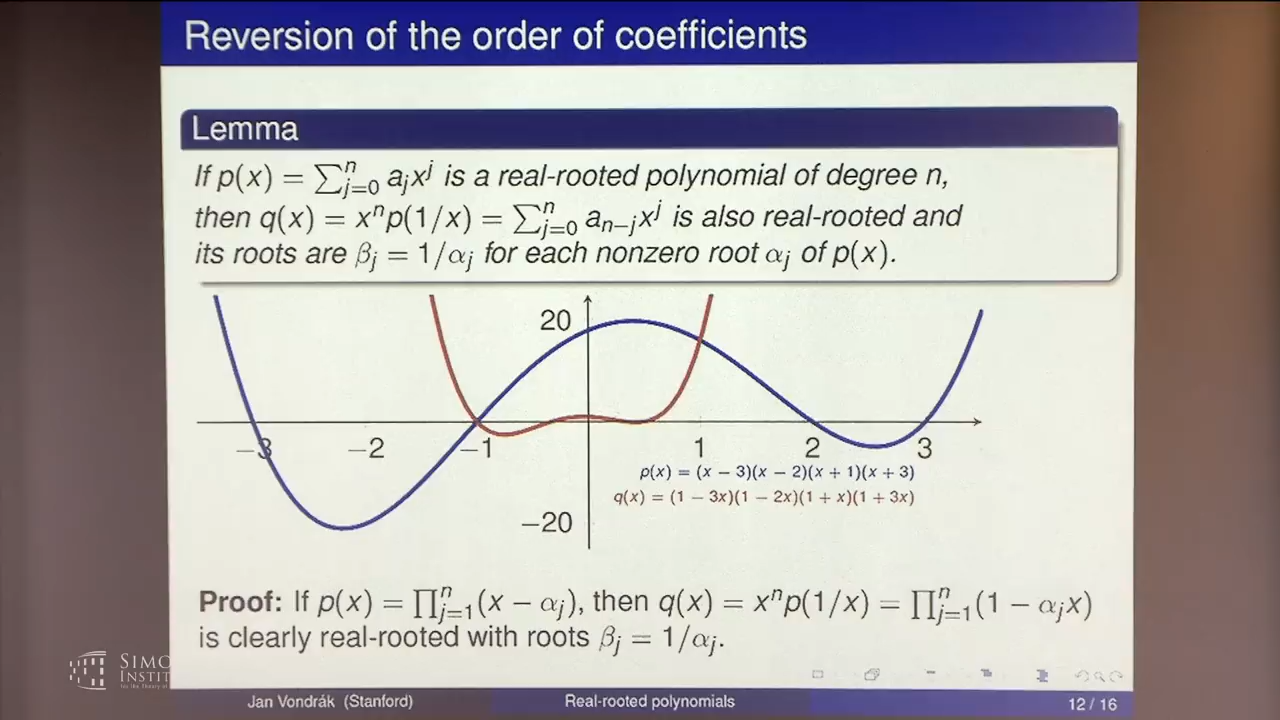 Reversion of the order of coefficients
Lemma
If p(x) = ∑ⁿⱼ₌₀ aⱼxʲ is a real-rooted polynomial of degree n,
then q(x) = xⁿp(1/x) = ∑ⁿⱼ₌₀ aₙ₋ⱼxʲ is also real-rooted and
its roots are βⱼ = 1/αⱼ for each nonzero root αⱼ of p(x).
20
−3 −2 −1 1 2 3
p(x) = (x − 3)(x − 2)(x + 1)(x + 3)
q(x) = (1 − 3x)(1 − 2x)(1 + x)(1 + 3x)
−20
Proof: If p(x) = ∏ⁿⱼ₌₁(x − αⱼ), then q(x) = xⁿp(1/x) = ∏ⁿⱼ₌₁(1 − αⱼx)
is clearly real-rooted with roots βⱼ = 1/αⱼ.
SIMO
INSTIT
Jan Vondrák (Stanford) Real-rooted polynomials 12 / 16